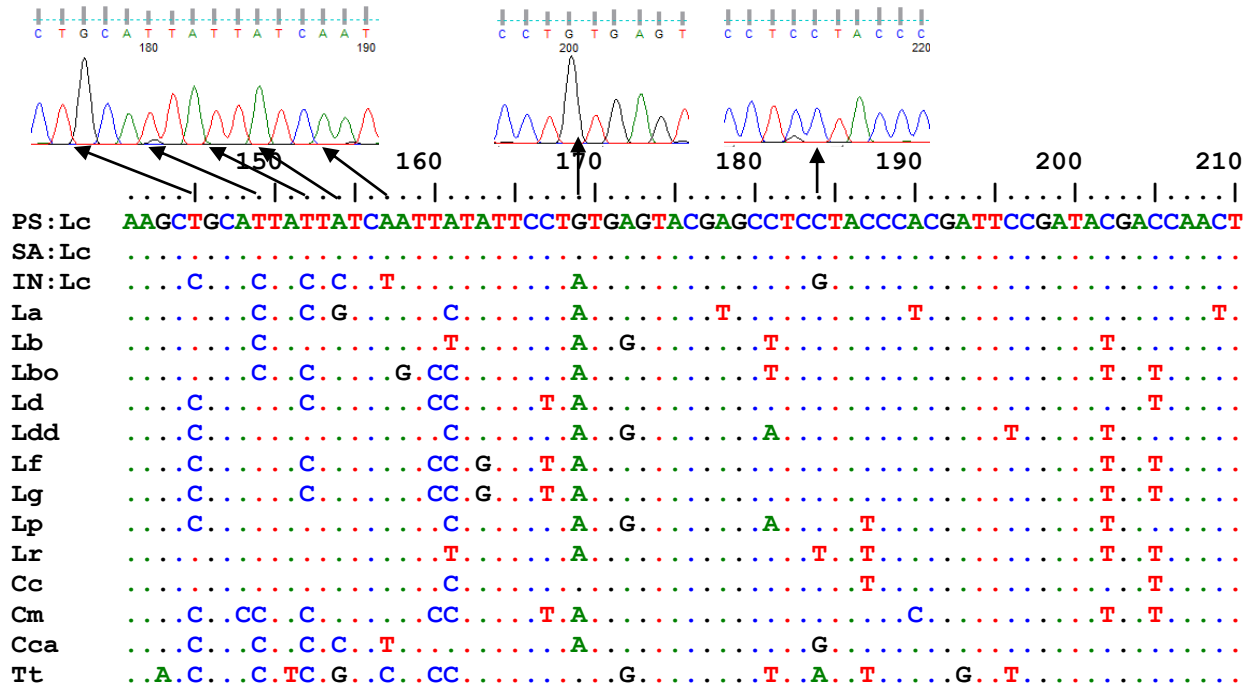 C T G C A T T A T T A T C A A T
180 190
C C T G T G A G T
200
C C T C C T A C C C
220
150 160 170 180 190 200 210
PS:Lc AAGCTGCATTATTATCAATTATATTCCTGTGAGTACGAGCCTCCTACCCACGATTCCGATACGACCAACT
SA:Lc ......................................................................
IN:Lc ....C...C..C.C..T...........A..............G..........................
La ........C..C.G......C.......A........T...........T..................T.
Lb ........C...........T.......A..G........T....................T........
Lbo ........C..C.....G.CC.......A...........T....................T..T.....
Ld ....C......C.......CC.....T.A...................................T.....
Ldd ....C...............C.......A..G........A..............T.....T........
Lf ....C......C.......CC.G...T.A................................T..T.....
Lg ....C......C.......CC.G...T.A................................T..T.....
Lp ....C...............C.......A..G........A.....T..............T........
Lr ....................T.......A..............T..T..............T..T.....
Cc ....................C.........................T.................T.....
Cm ....C..CC..C.......CC.....T.A....................C...........T..T.....
Cca ....C...C..C.C..T...........A..............G..........................
Tt ..A.C...C.TC.G..C..CC..........G........T..A..T.....G..T..............